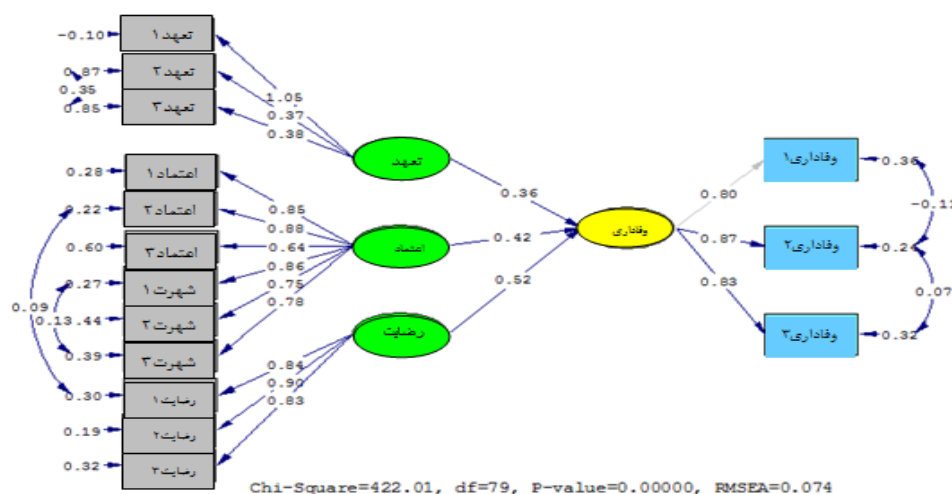 -0.10
تعهد۱
0.87
تعهد۲
0.35
0.85
تعهد۳
1.05
0.37
0.38
تعهد
0.28
اعتماد۱
0.22
اعتماد۲
0.60
اعتماد۳
0.27
شهرت۱
0.09
0.13
.44
شهرت۲
0.39
شهرت۳
0.30
رضایت۱
0.19
رضایت۲
0.32
رضایت۳
0.85
0.88
0.64
0.86
0.75
0.78
اعتماد
0.84
0.90
0.83
رضایت
0.36
0.42
0.52
وفاداری
0.80
0.87
0.83
وفاداری۱
0.36
-0.11
وفاداری۲
0.24
0.07
وفاداری۳
0.32
Chi-Square=422.01, df=79, P-value=0.00000, RMSEA=0.074